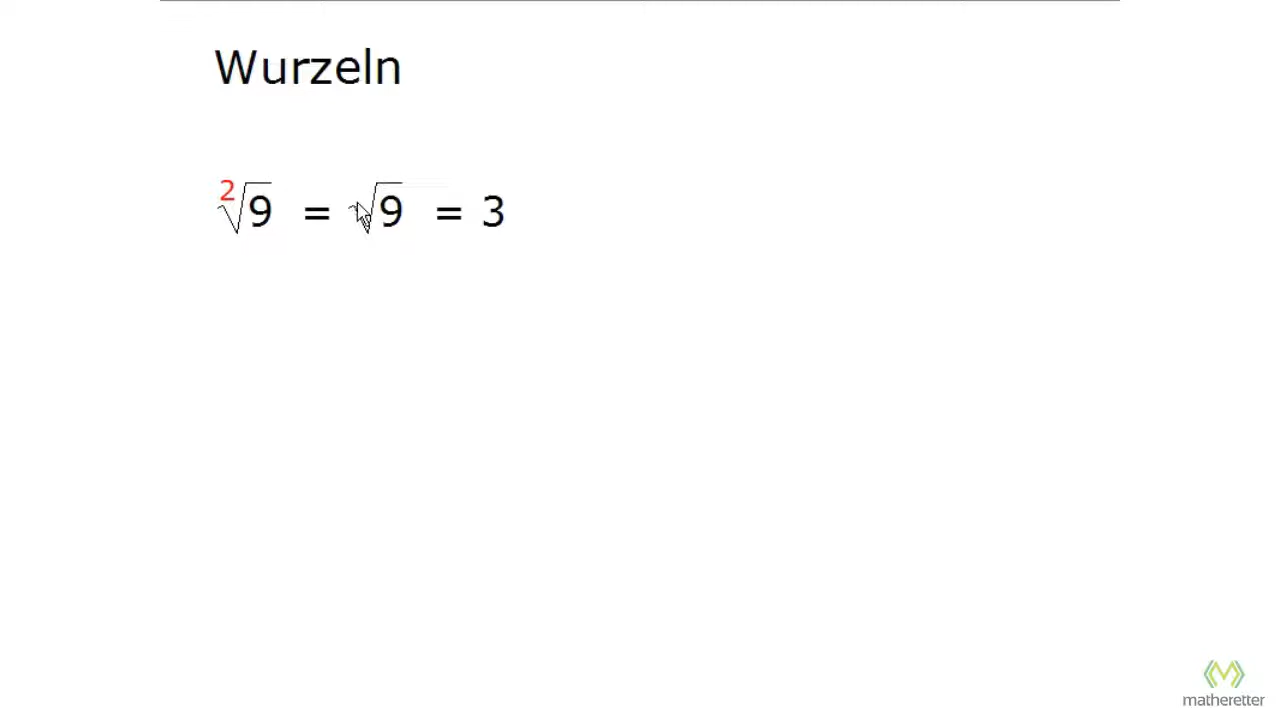 Wurzeln
²√9 = √9 = 3
matheretter